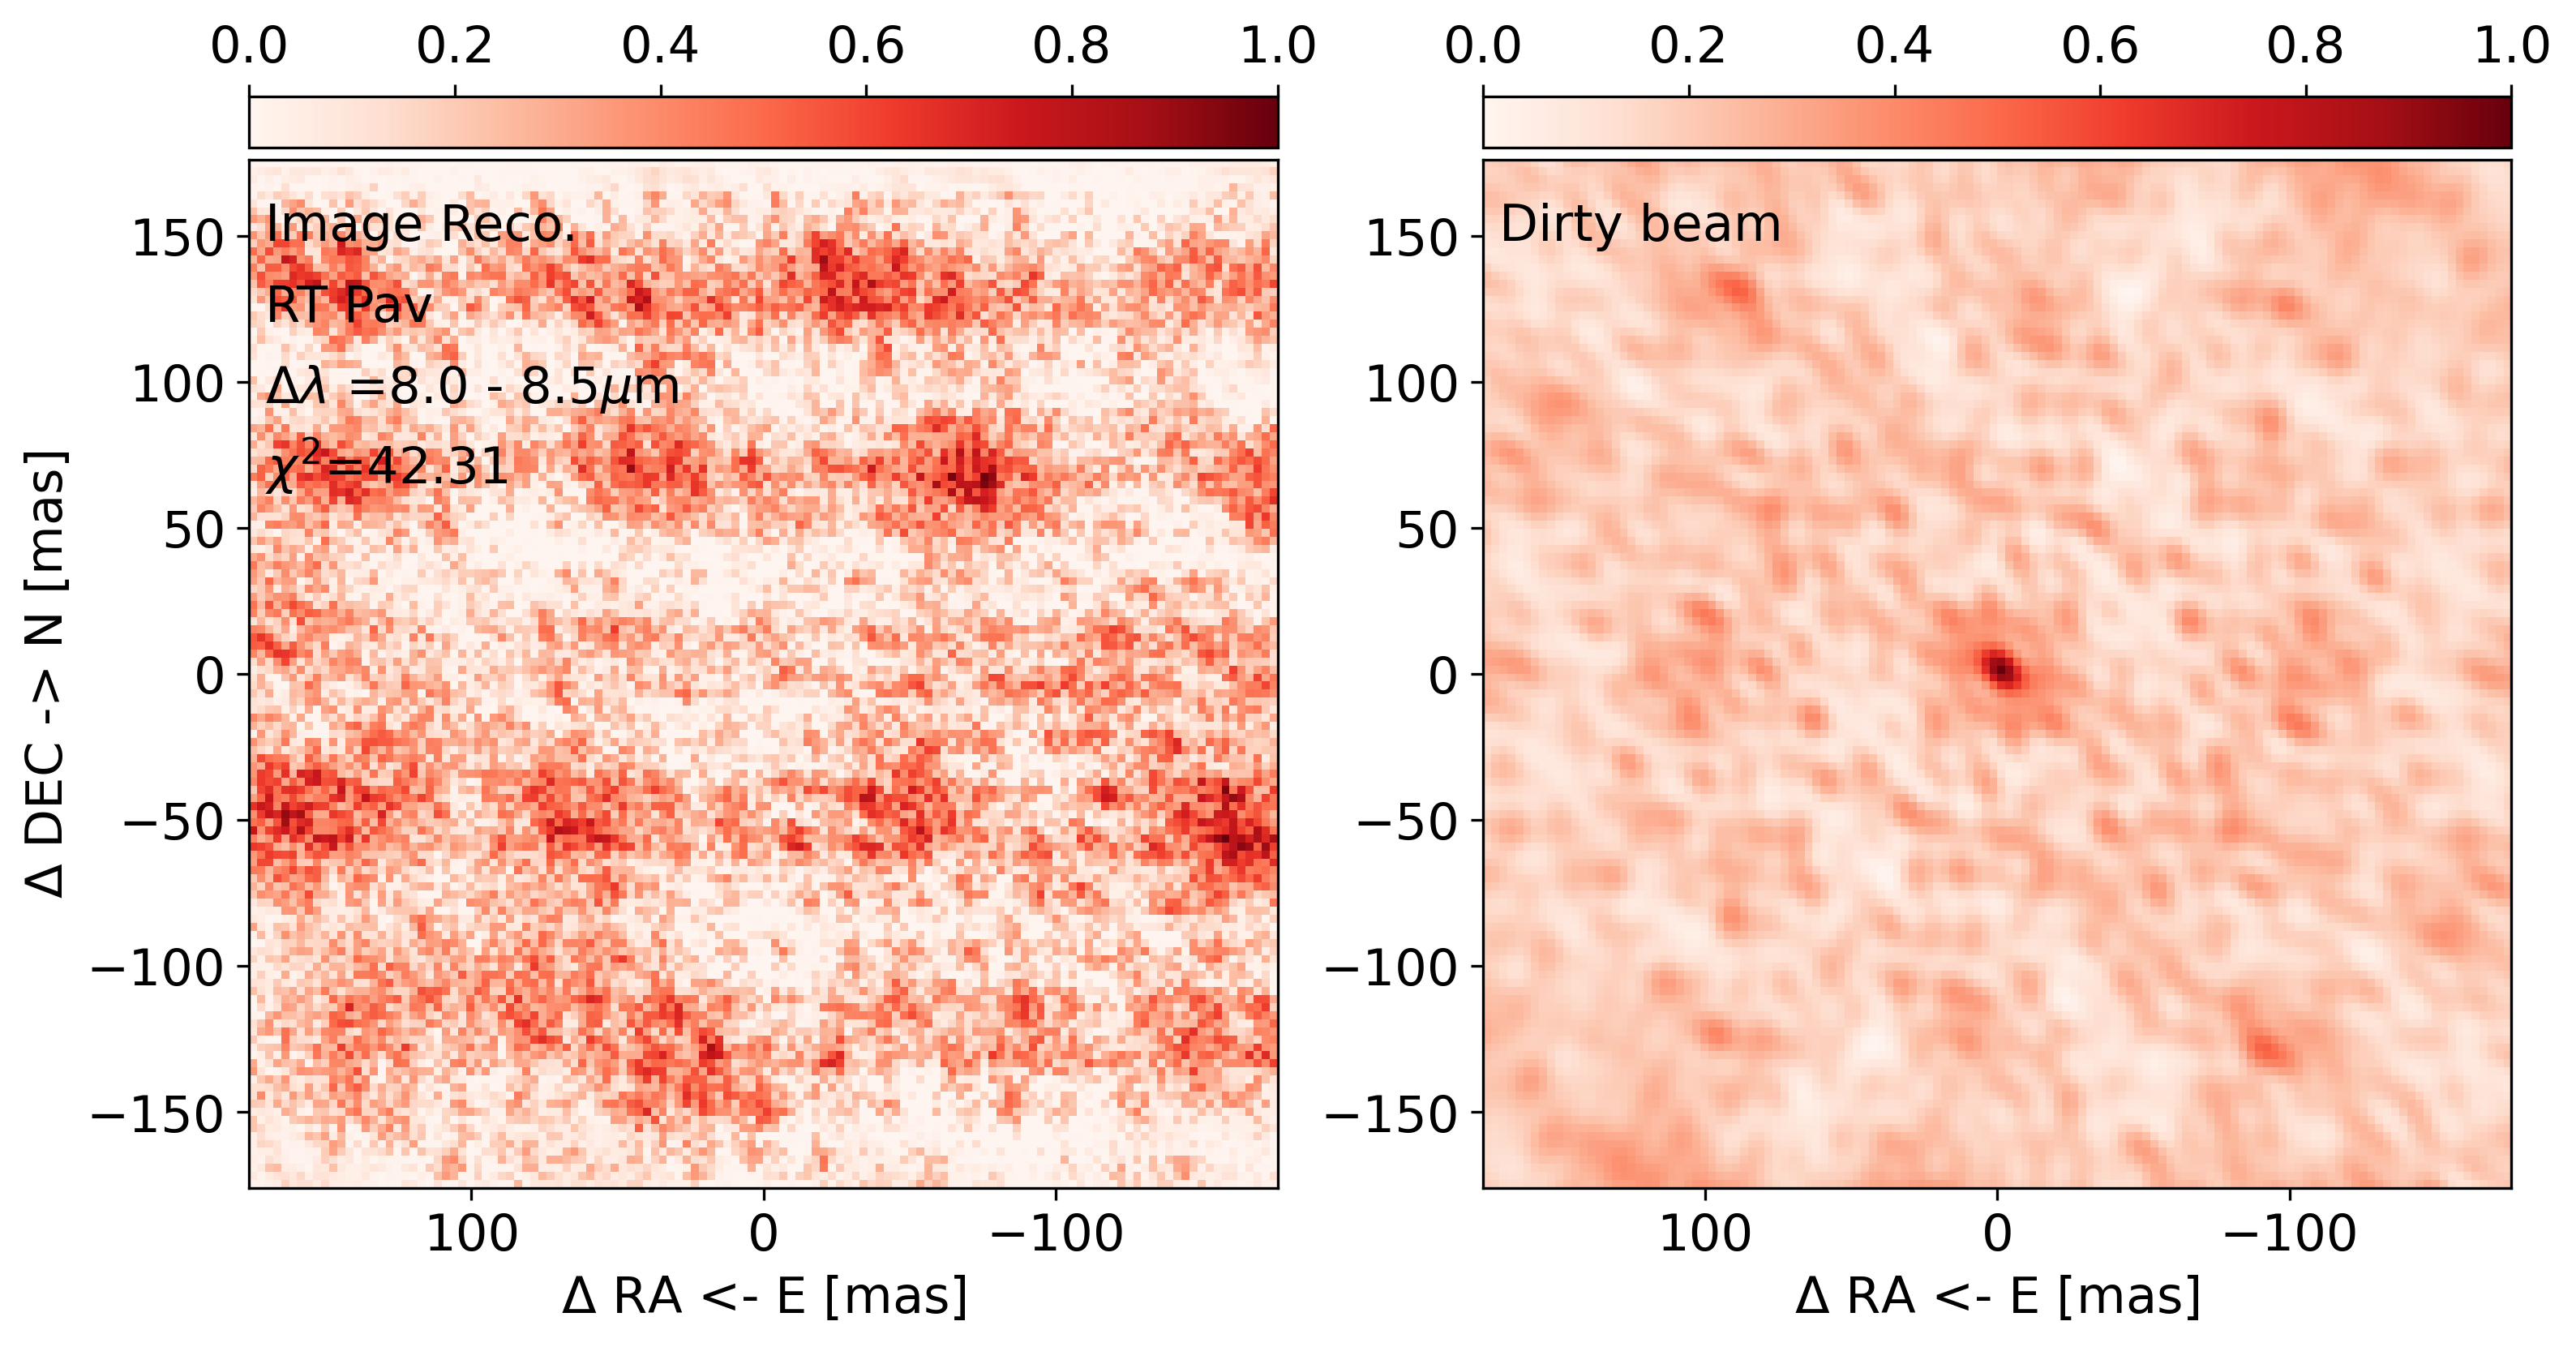 0.0 0.2 0.4 0.6 0.8 1.0
0.0 0.2 0.4 0.6 0.8 1.0
Image Reco.
RT Pav
Δλ =8.0 - 8.5μm
χ²=42.31
Δ DEC -> N [mas]
150
100
50
0
−50
−100
−150
100 0 −100
Δ RA <- E [mas]
Dirty beam
150
100
50
0
−50
−100
−150
100 0 −100
Δ RA <- E [mas]